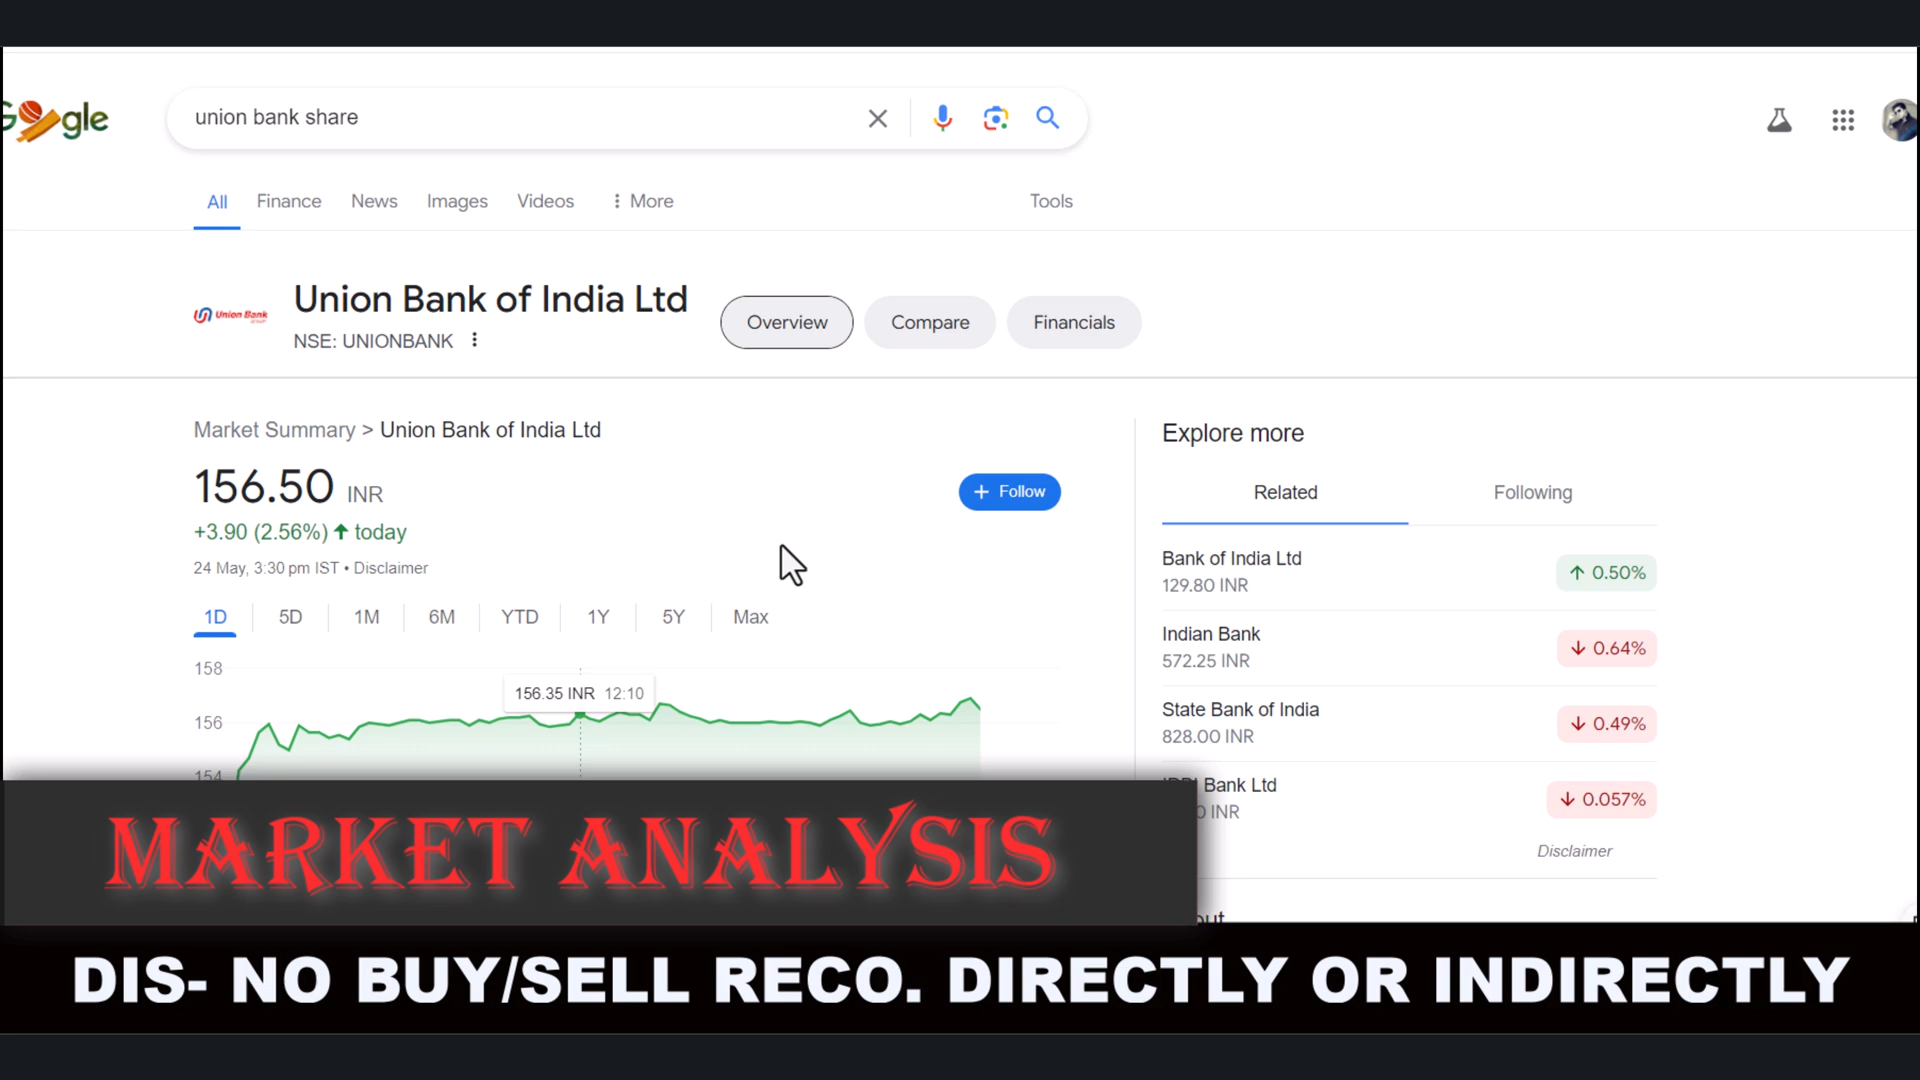 Google
union bank share
All Finance News Images Videos More Tools
Union Bank
Union Bank of India Ltd
NSE: UNIONBANK
Overview Compare Financials
Market Summary > Union Bank of India Ltd
156.50 INR
+ Follow
+3.90 (2.56%) ↑ today
24 May, 3:30 pm IST • Disclaimer
1D 5D 1M 6M YTD 1Y 5Y Max
158
156.35 INR 12:10
156
154
Explore more
Related Following
Bank of India Ltd
129.80 INR
↑ 0.50%
Indian Bank
572.25 INR
↓ 0.64%
State Bank of India
828.00 INR
↓ 0.49%
Bank Ltd
INR
↓ 0.057%
Disclaimer
MARKET ANALYSIS
DIS- NO BUY/SELL RECO. DIRECTLY OR INDIRECTLY